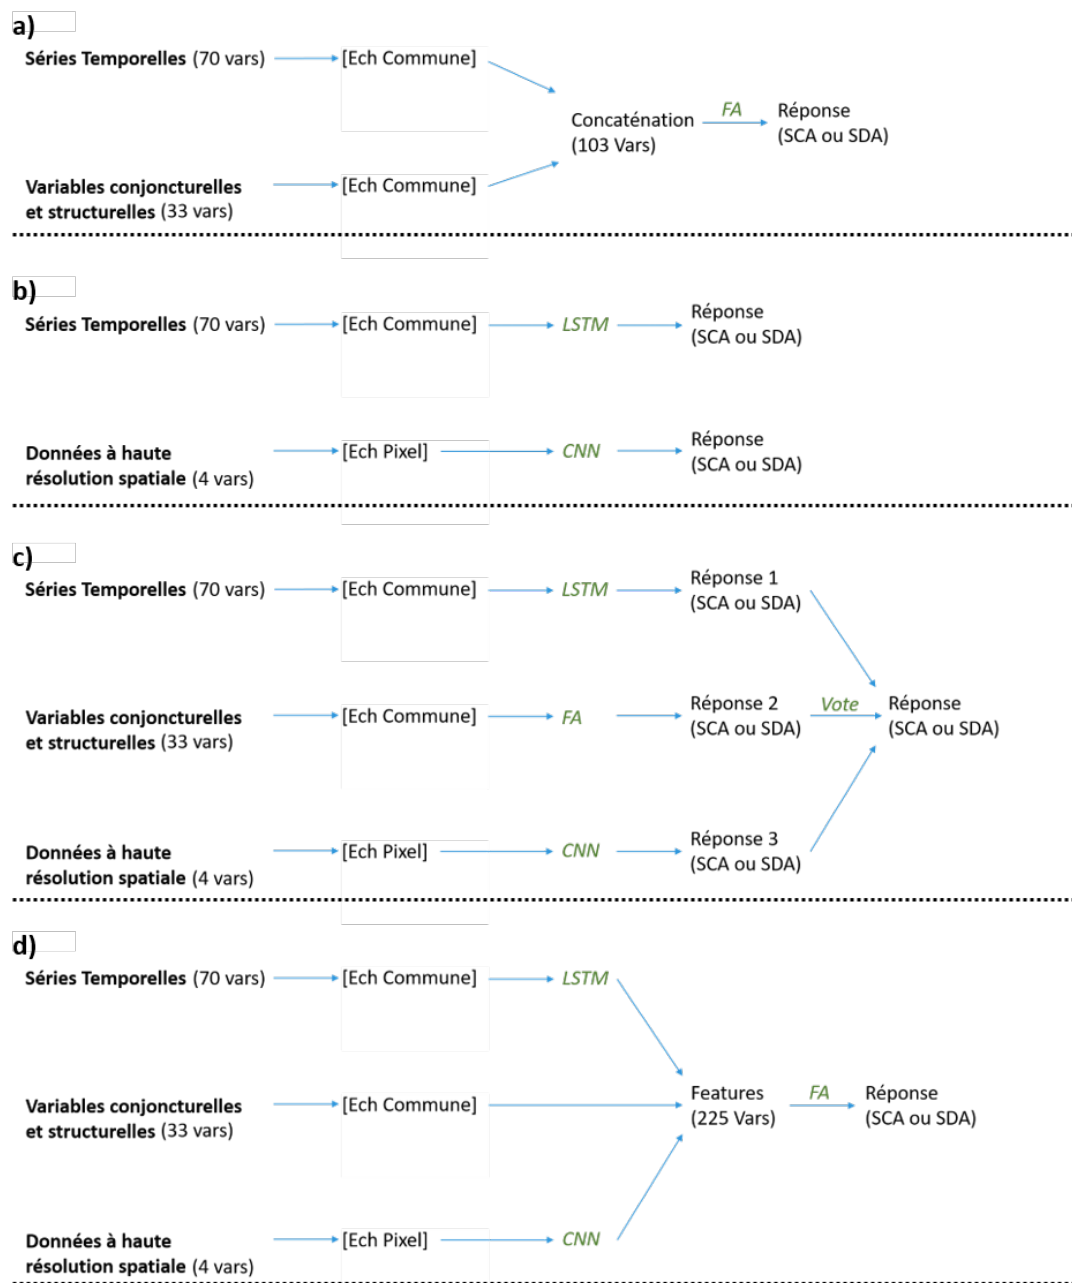 a)
Séries Temporelles (70 vars)
[Ech Commune]
Concaténation
(103 Vars)
FA
Réponse
(SCA ou SDA)
Variables conjoncturelles
et structurelles (33 vars)
[Ech Commune]
b)
Séries Temporelles (70 vars)
[Ech Commune]
LSTM
Réponse
(SCA ou SDA)
Données à haute
résolution spatiale (4 vars)
[Ech Pixel]
CNN
Réponse
(SCA ou SDA)
c)
Séries Temporelles (70 vars)
[Ech Commune]
LSTM
Réponse 1
(SCA ou SDA)
Variables conjoncturelles
et structurelles (33 vars)
[Ech Commune]
FA
Réponse 2
(SCA ou SDA)
Vote
Réponse
(SCA ou SDA)
Données à haute
résolution spatiale (4 vars)
[Ech Pixel]
CNN
Réponse 3
(SCA ou SDA)
d)
Séries Temporelles (70 vars)
[Ech Commune]
LSTM
Variables conjoncturelles
et structurelles (33 vars)
[Ech Commune]
Features
(225 Vars)
FA
Réponse
(SCA ou SDA)
Données à haute
résolution spatiale (4 vars)
[Ech Pixel]
CNN